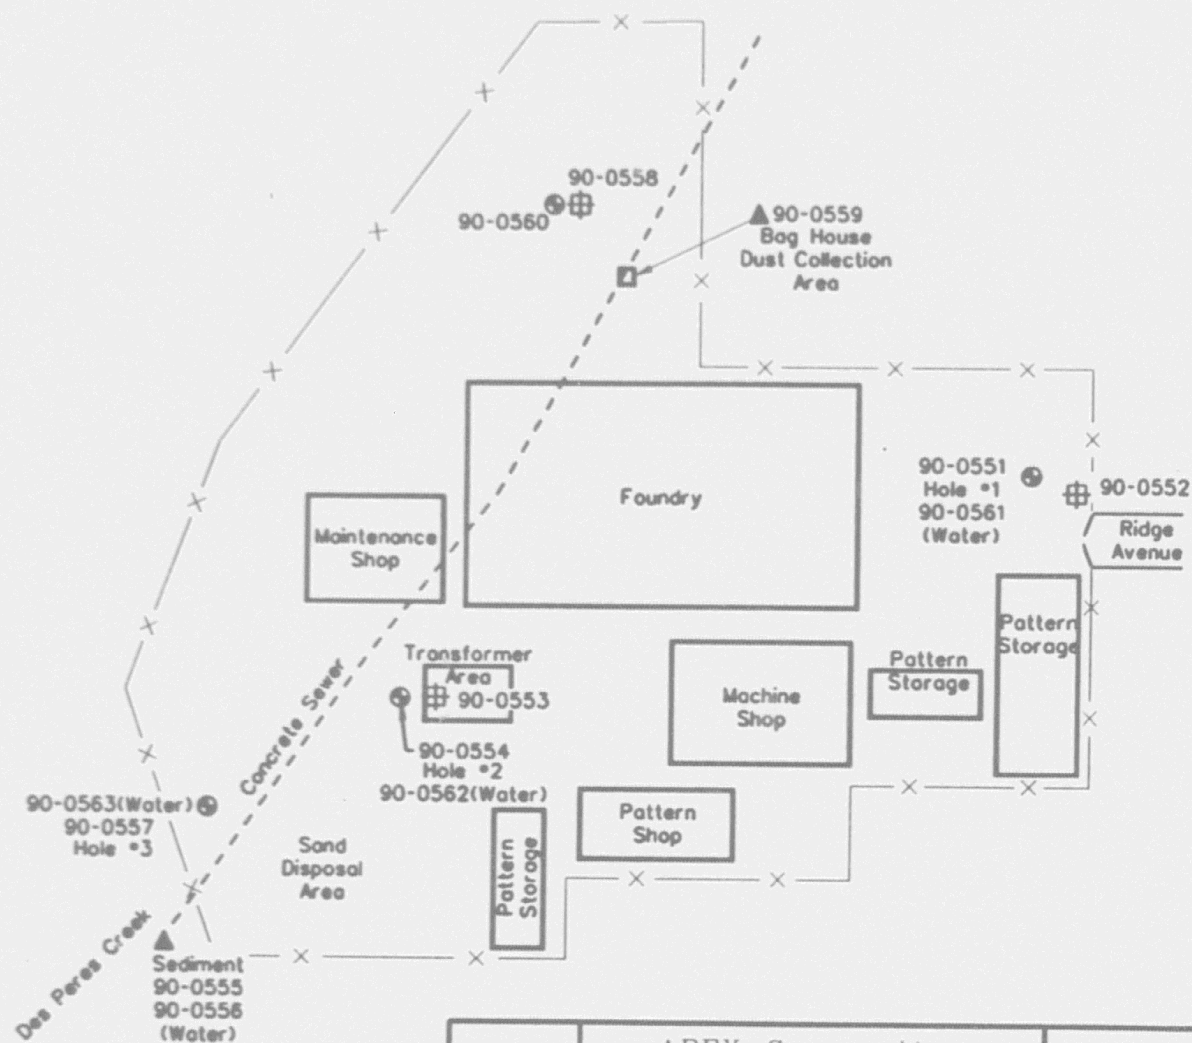 90-0558
90-0560
90-0559
Bag House
Dust Collection
Area
Foundry
90-0551
Hole #1
90-0561
(Water)
90-0552
Ridge
Avenue
Maintenance
Shop
Pattern
Storage
Transformer
Area
90-0553
Pattern
Storage
Machine
Shop
Concrete Sewer
90-0554
Hole #2
90-0562(Water)
90-0563(Water)
90-0557
Hole #3
Pattern
Shop
Sand
Disposal
Area
Pattern
Storage
Des Peres Creek
Sediment
90-0555
90-0556
(Water)